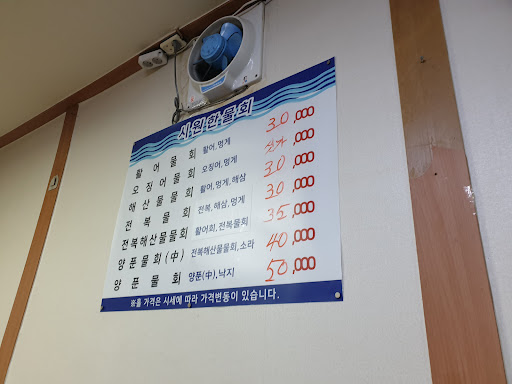 시원한물회
활어물회 활어,멍게 30,000
오징어물회 오징어,멍게 싯가,000
해산물물회 활어,멍게,해삼 30,000
전복물회 전복,해삼,멍게 30,000
전복해산물물회 활어회,전복물회 35,000
양푼물회(中) 전복해산물물회,소라 40,000
양푼물회 양푼(中),낙지 50,000
※ 가격은 시세에 따라 가격변동이 있습니다.